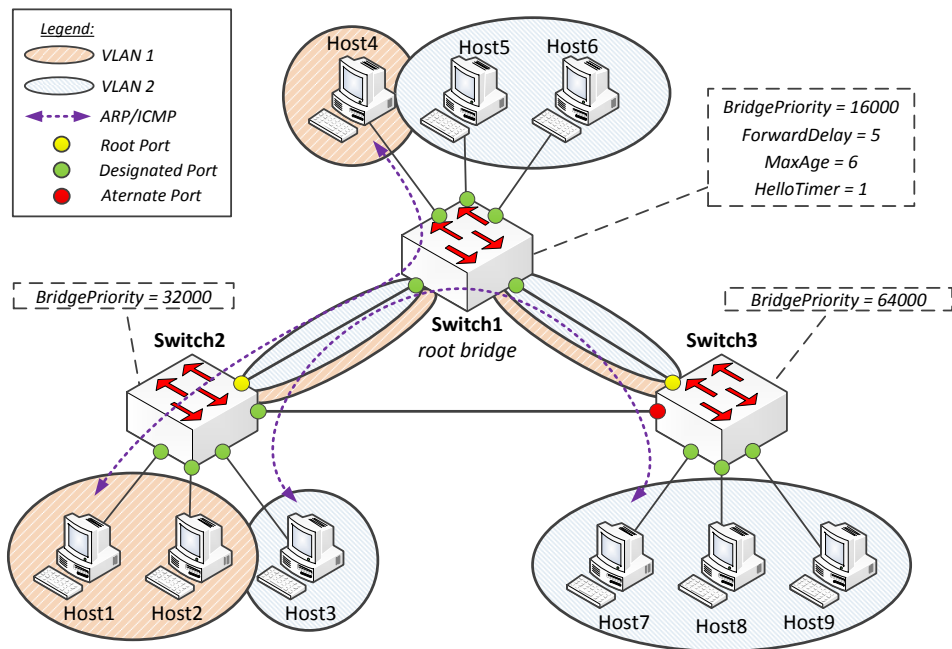 Legend:
VLAN 1
VLAN 2
ARP/ICMP
Root Port
Designated Port
Aternate Port
Host4
Host5
Host6
BridgePriority = 16000
ForwardDelay = 5
MaxAge = 6
HelloTimer = 1
BridgePriority = 32000
Switch1
root bridge
BridgePriority = 64000
Switch2
Switch3
Host1
Host2
Host3
Host7
Host8
Host9